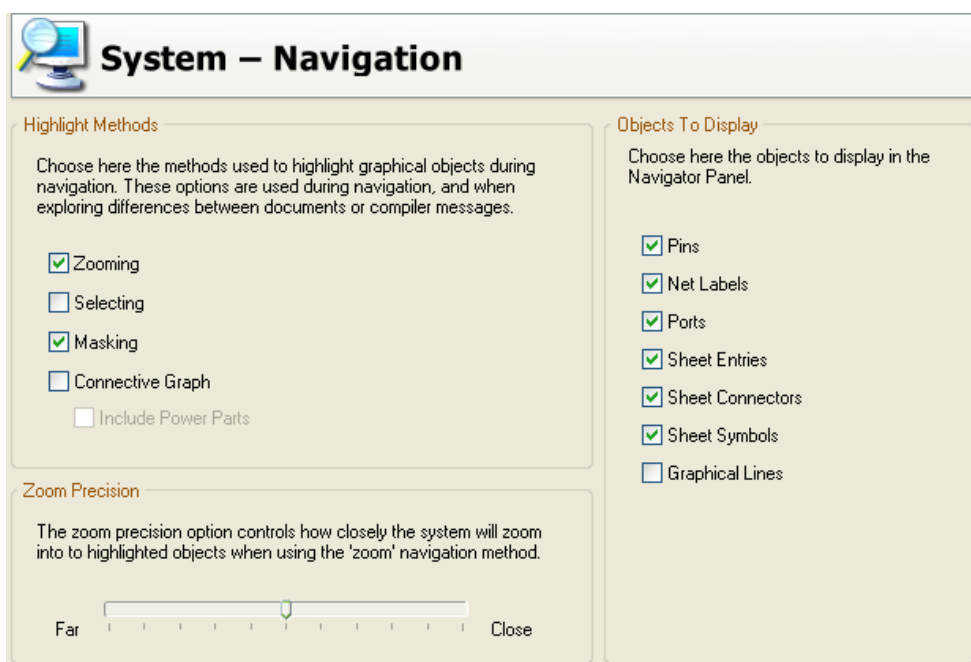 System – Navigation
Highlight Methods
Choose here the methods used to highlight graphical objects during
navigation. These options are used during navigation, and when
exploring differences between documents or compiler messages.
Zooming
Selecting
Masking
Connective Graph
Include Power Parts
Zoom Precision
The zoom precision option controls how closely the system will zoom
into to highlighted objects when using the 'zoom' navigation method.
Far
Close
Objects To Display
Choose here the objects to display in the
Navigator Panel.
Pins
Net Labels
Ports
Sheet Entries
Sheet Connectors
Sheet Symbols
Graphical Lines